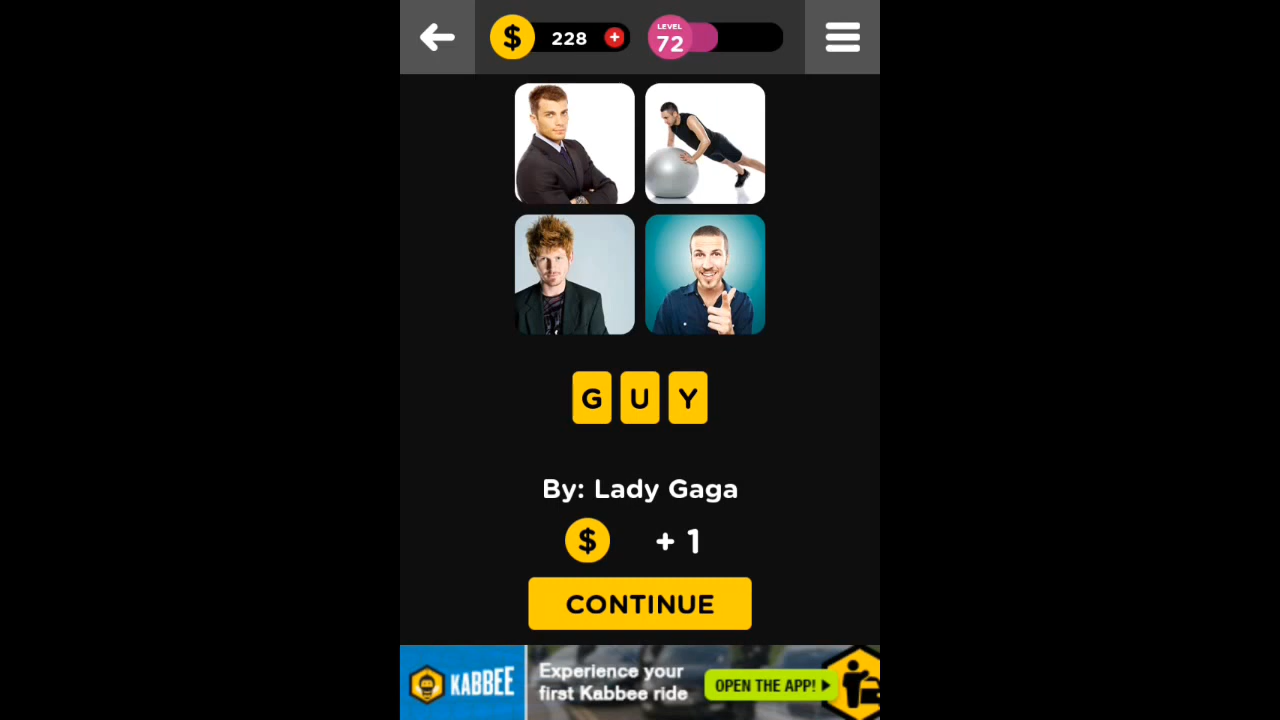 $ 228 +
LEVEL
72
G U Y
By: Lady Gaga
$ + 1
CONTINUE
KABBEE
Experience your
first Kabbee ride
OPEN THE APP!